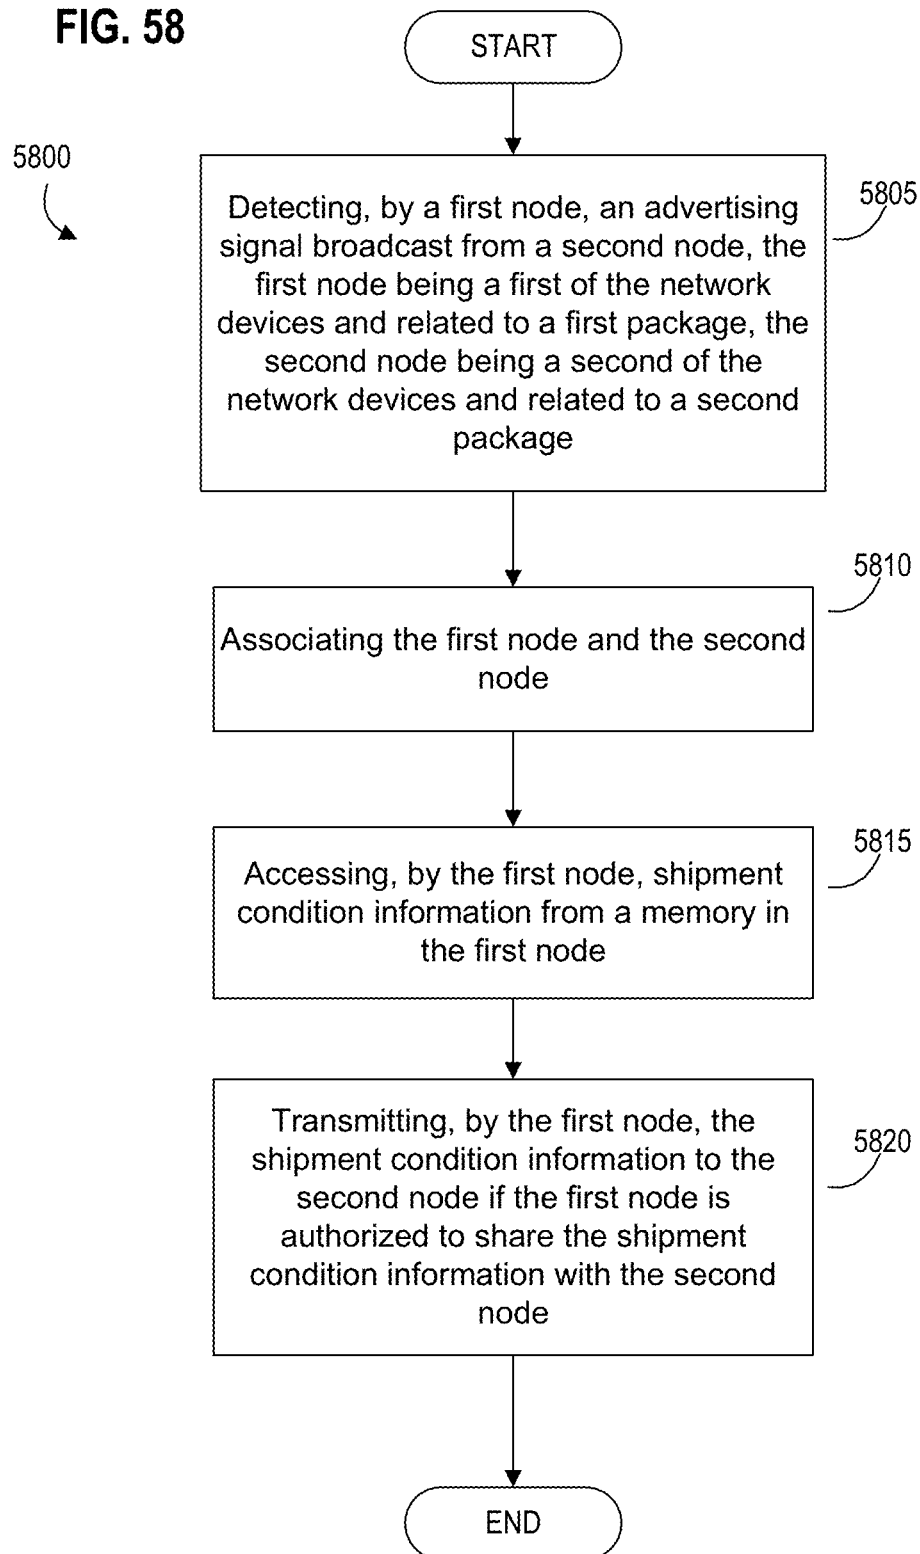 FIG. 58
START
5800
5805
Detecting, by a first node, an advertising
signal broadcast from a second node, the
first node being a first of the network
devices and related to a first package, the
second node being a second of the
network devices and related to a second
package
5810
Associating the first node and the second
node
5815
Accessing, by the first node, shipment
condition information from a memory in
the first node
5820
Transmitting, by the first node, the
shipment condition information to the
second node if the first node is
authorized to share the shipment
condition information with the second
node
END